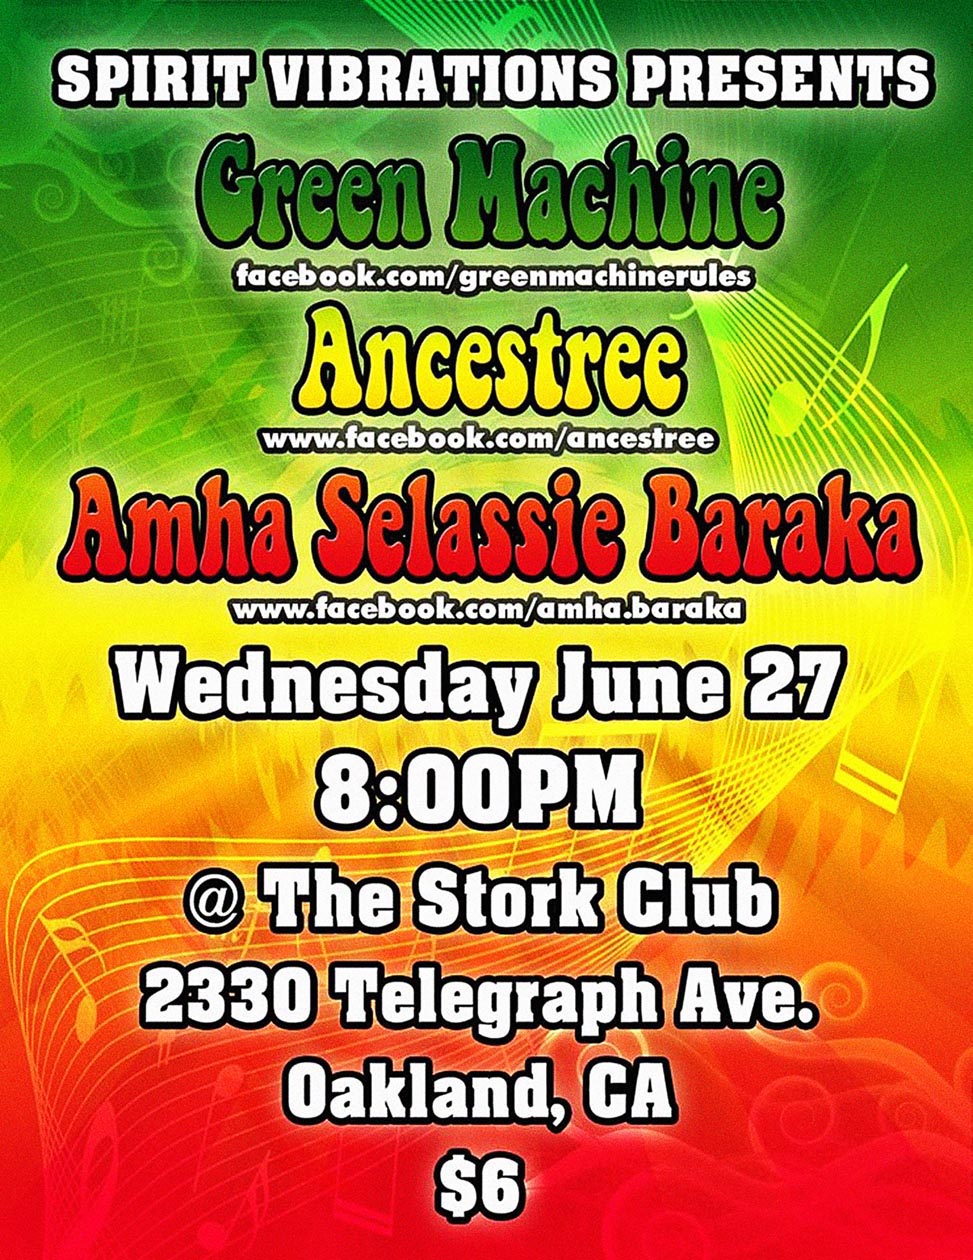 SPIRIT VIBRATIONS PRESENTS
Green Machine
facebook.com/greenmachinerules
Ancestree
www.facebook.com/ancestree
Amha Selassie Baraka
www.facebook.com/amha.baraka
Wednesday June 27
8:00PM
@ The Stork Club
2330 Telegraph Ave.
Oakland, CA
$6